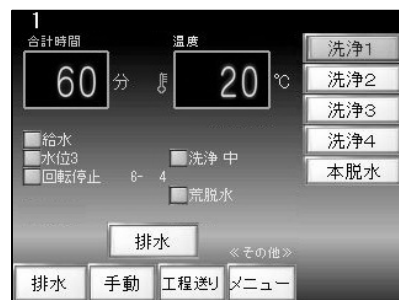 1
合計時間 温度
60 分 20 ℃
洗浄1
洗浄2
洗浄3
洗浄4
本脱水
給水
水位3 洗浄 中
回転停止 6- 4
荒脱水
排水
≪その他≫
排水 手動 工程送り メニュー